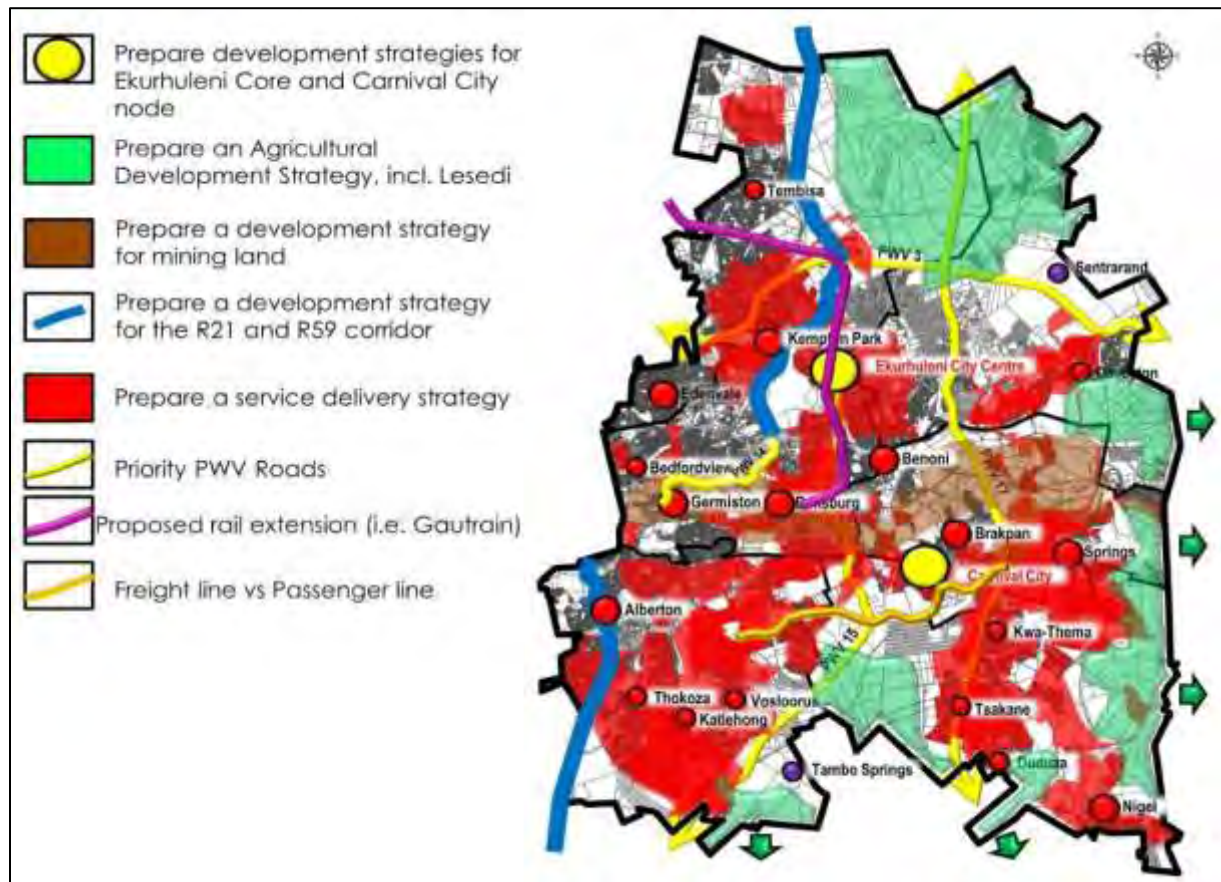 Prepare development strategies for
Ekurhuleni Core and Carnival City
node
Prepare an Agricultural
Development Strategy, incl. Lesedi
Prepare a development strategy
for mining land
Prepare a development strategy
for the R21 and R59 corridor
Prepare a service delivery strategy
Priority PWV Roads
Proposed rail extension (i.e. Gautrain)
Freight line vs Passenger line
Tembisa
PWV 3
Sentrarand
Kempton Park
Ekurhuleni City Centre
Edenvale
Bedfordview
Benoni
Germiston
Brakpan
Springs
Carnival City
Alberton
Kwa-Thema
PWV 15
Thokoza
Vosloorus
Katlehong
Tsakane
Tambo Springs
Duduza
Nigel